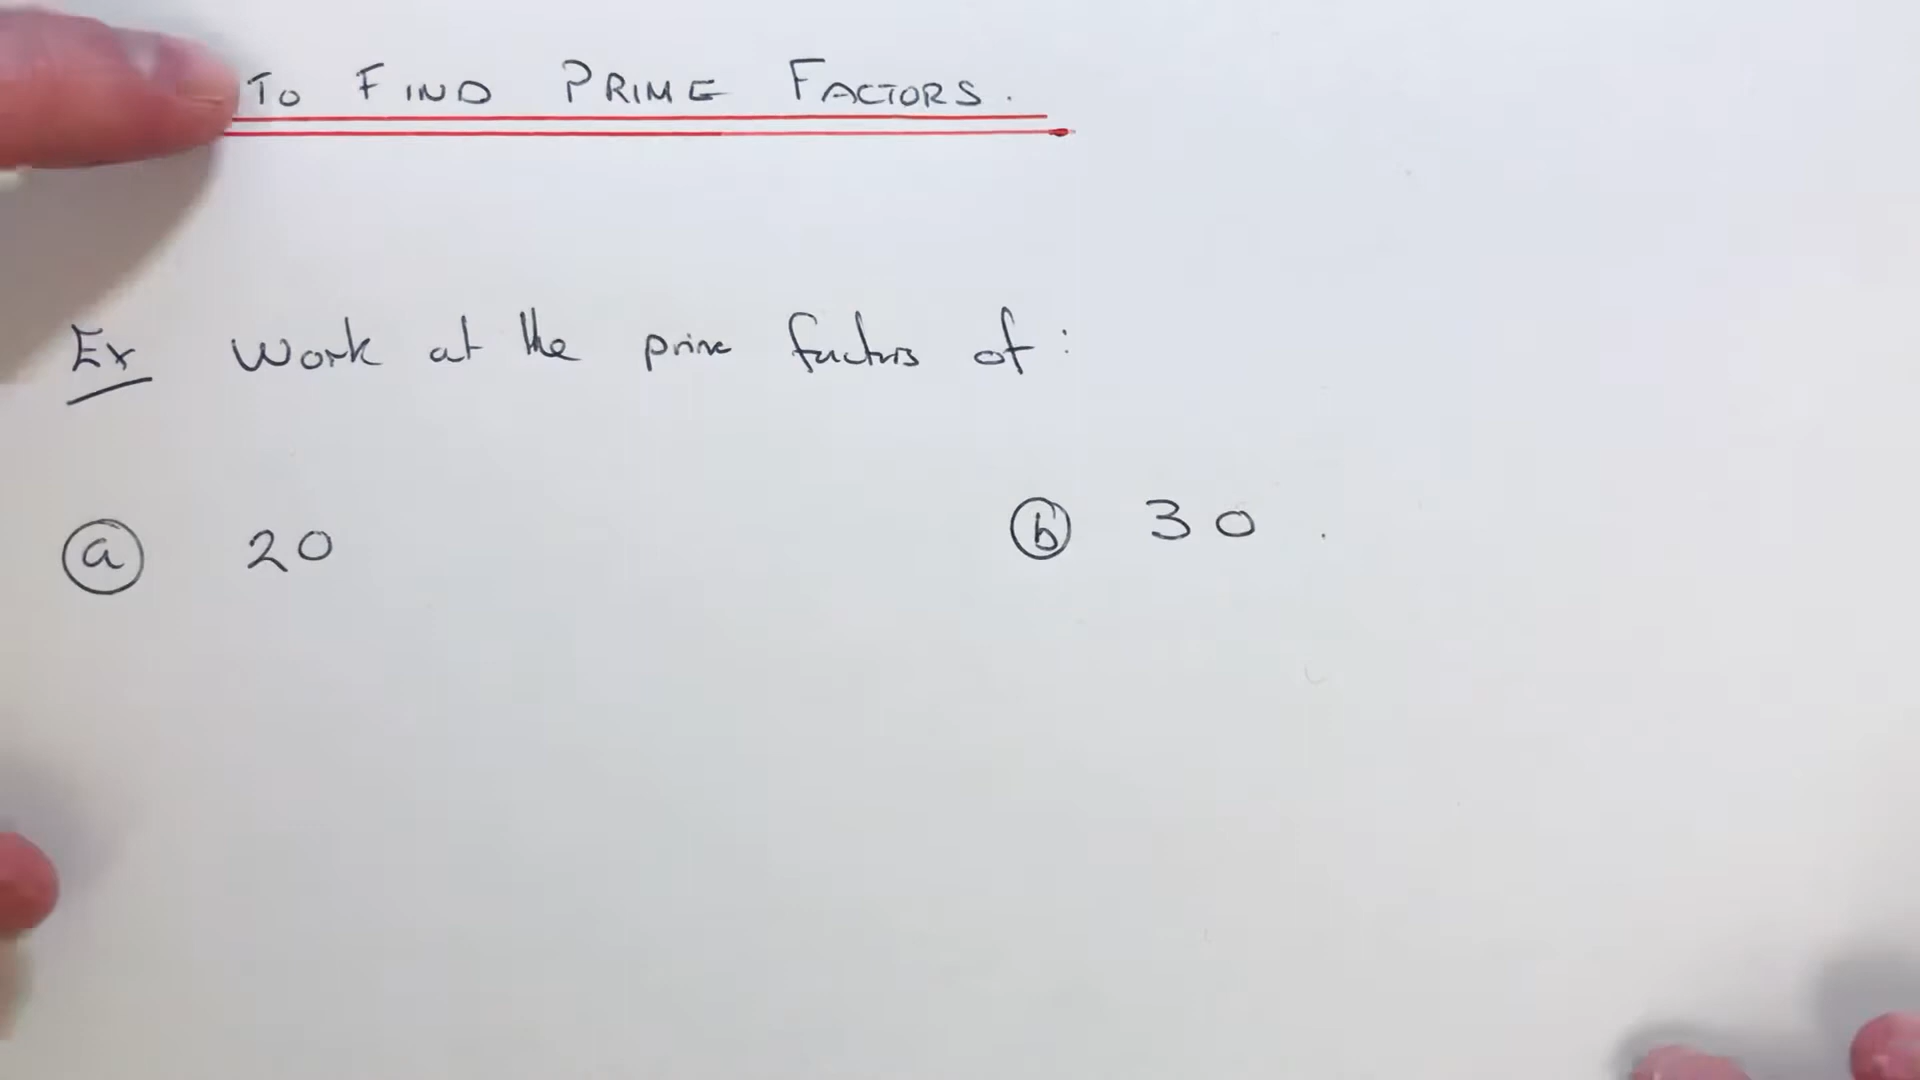 To Find Prime Factors.
Ex Work out the prime factors of:
a 20
b 30.